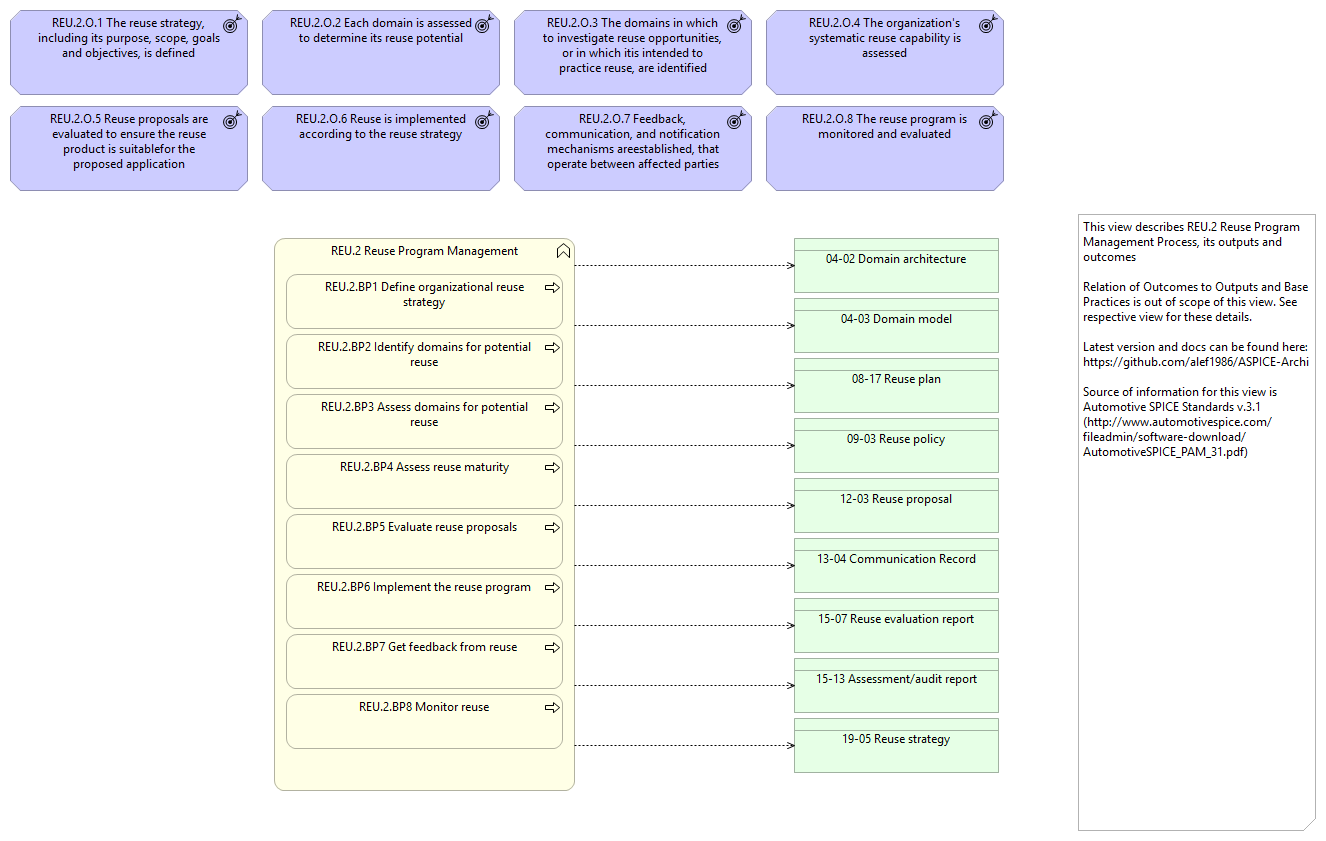 REU.2.O.1 The reuse strategy,
including its purpose, scope, goals
and objectives, is defined
REU.2.O.2 Each domain is assessed
to determine its reuse potential
REU.2.O.3 The domains in which
to investigate reuse opportunities,
or in which itis intended to
practice reuse, are identified
REU.2.O.4 The organization's
systematic reuse capability is
assessed
REU.2.O.5 Reuse proposals are
evaluated to ensure the reuse
product is suitablefor the
proposed application
REU.2.O.6 Reuse is implemented
according to the reuse strategy
REU.2.O.7 Feedback,
communication, and notification
mechanisms areestablished, that
operate between affected parties
REU.2.O.8 The reuse program is
monitored and evaluated
REU.2 Reuse Program Management
REU.2.BP1 Define organizational reuse
strategy
REU.2.BP2 Identify domains for potential
reuse
REU.2.BP3 Assess domains for potential
reuse
REU.2.BP4 Assess reuse maturity
REU.2.BP5 Evaluate reuse proposals
REU.2.BP6 Implement the reuse program
REU.2.BP7 Get feedback from reuse
REU.2.BP8 Monitor reuse
04-02 Domain architecture
04-03 Domain model
08-17 Reuse plan
09-03 Reuse policy
12-03 Reuse proposal
13-04 Communication Record
15-07 Reuse evaluation report
15-13 Assessment/audit report
19-05 Reuse strategy
This view describes REU.2 Reuse Program
Management Process, its outputs and
outcomes
Relation of Outcomes to Outputs and Base
Practices is out of scope of this view. See
respective view for these details.
Latest version and docs can be found here:
https://github.com/alef1986/ASPICE-Archi
Source of information for this view is
Automotive SPICE Standards v.3.1
(http://www.automotivespice.com/
fileadmin/software-download/
AutomotiveSPICE_PAM_31.pdf)